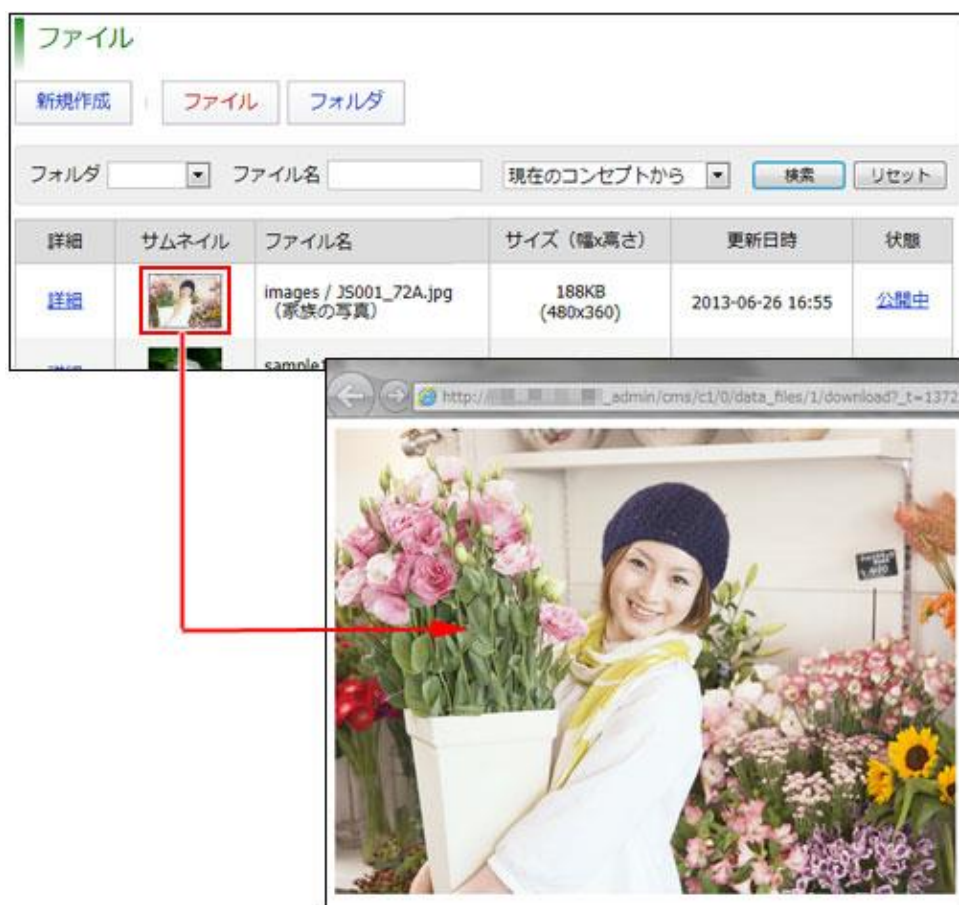 ファイル
新規作成 ファイル フォルダ
フォルダ ファイル名 現在のコンセプトから 検索 リセット
詳細 サムネイル ファイル名 サイズ（幅x高さ） 更新日時 状態
詳細 images / JS001_72A.jpg 188KB 2013-06-26 16:55 公開中
（家族の写真） (480x360)
sample
http:// _admin/cms/c1/0/data_files/1/download?_t=1372